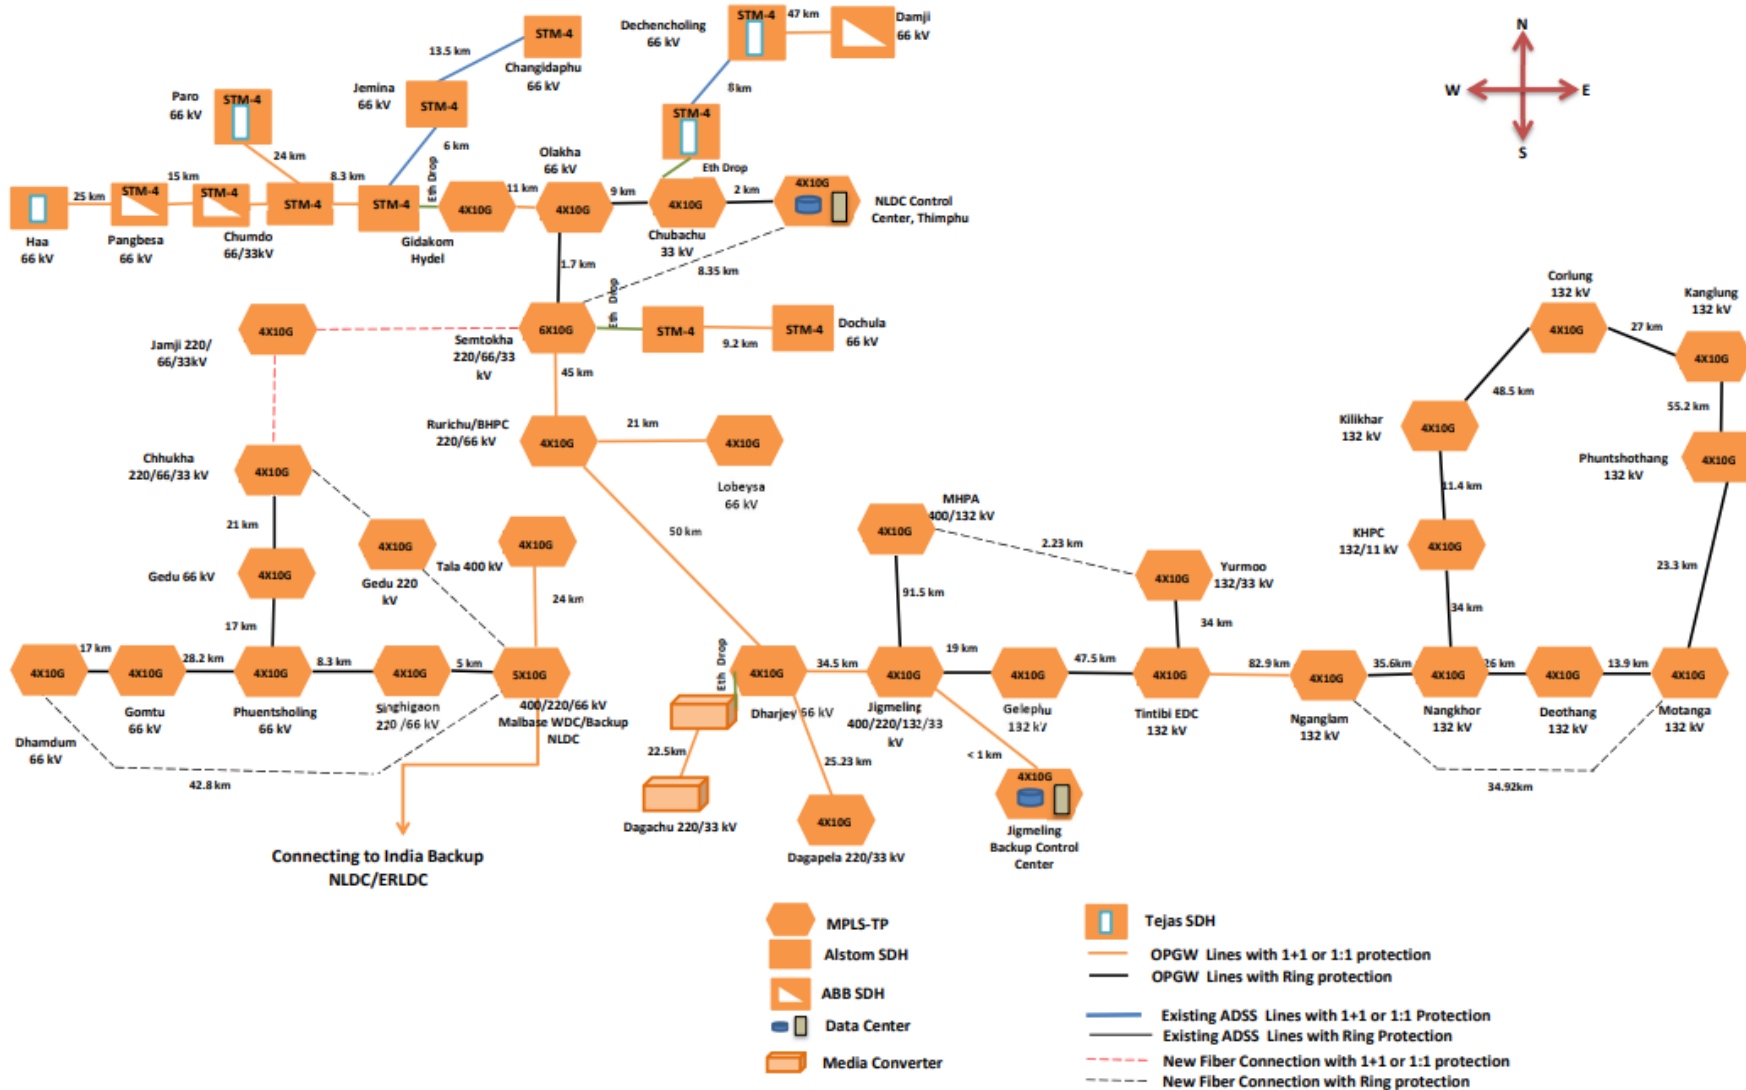 STM-4
47 km
Damji
66 kV
Dechencholing
66 kV
13.5 km
STM-4
Changidaphu
66 kV
N
W
E
S
Jemina
66 kV
STM-4
8km
Paro
66 kV
STM-4
STM-4
24 km
6 km
Olakha
66 kV
Eth Drop
Eth Drop
25 km
15 km
8.3 km
11 km
9 km
2 km
STM-4
STM-4
STM-4
STM-4
4X10G
4X10G
4X10G
4X10G
NLDC Control
Center, Thimphu
Haa
66 kV
Pangbesa
66 kV
Chumdo
66/33kV
Gidakom
Hydel
Chubachu
33 kV
1.7 km
8.35 km
Eth Drop
4X10G
6X10G
STM-4
STM-4
9.2 km
Dochula
66 kV
Jamji 220/
66/33kV
Semtokha
220/66/33
kV
45 km
Corlung
132 kV
4X10G
27 km
Kanglung
132 kV
4X10G
48.5 km
55.2 km
Rurichu/BHPC
220/66 kV
4X10G
21 km
4X10G
Lobeysa
66 kV
Kilikhar
132 kV
4X10G
Phuntshothang
132 kV
4X10G
Chhukha
220/66/33 kV
4X10G
11.4 km
21 km
50 km
MHPA
400/132 kV
4X10G
2.23 km
KHPC
132/11 kV
4X10G
4X10G
Gedu 220
kV
4X10G
Tala 400 kV
Gedu 66 kV
4X10G
Yurmoo
132/33 kV
4X10G
23.3 km
24 km
91.5 km
34 km
34 km
17 km
17 km
28.2 km
8.3 km
5 km
Eth Drop
34.5 km
19 km
47.5 km
82.9 km
35.6km
26 km
13.9 km
4X10G
4X10G
4X10G
4X10G
5X10G
4X10G
4X10G
4X10G
4X10G
4X10G
4X10G
4X10G
4X10G
Dhamdum
66 kV
Gomtu
66 kV
Phuentsholing
66 kV
Singhigaon
220 /66 kV
400/220/66 kV
Malbase WDC/Backup
NLDC
Dharjey 66 kV
Jigmeling
400/220/132/33
kV
Gelephu
132 kV
Tintibi EDC
132 kV
Nganglam
132 kV
Nangkhor
132 kV
Deothang
132 kV
Motanga
132 kV
42.8 km
22.5km
25.23 km
< 1 km
34.92km
4X10G
Jigmeling
Backup Control
Center
Dagachu 220/33 kV
4X10G
Dagapela 220/33 kV
Connecting to India Backup
NLDC/ERLDC
MPLS-TP
Alstom SDH
ABB SDH
Data Center
Media Converter
Tejas SDH
OPGW Lines with 1+1 or 1:1 protection
OPGW Lines with Ring protection
Existing ADSS Lines with 1+1 or 1:1 Protection
Existing ADSS Lines with Ring Protection
New Fiber Connection with 1+1 or 1:1 protection
New Fiber Connection with Ring protection